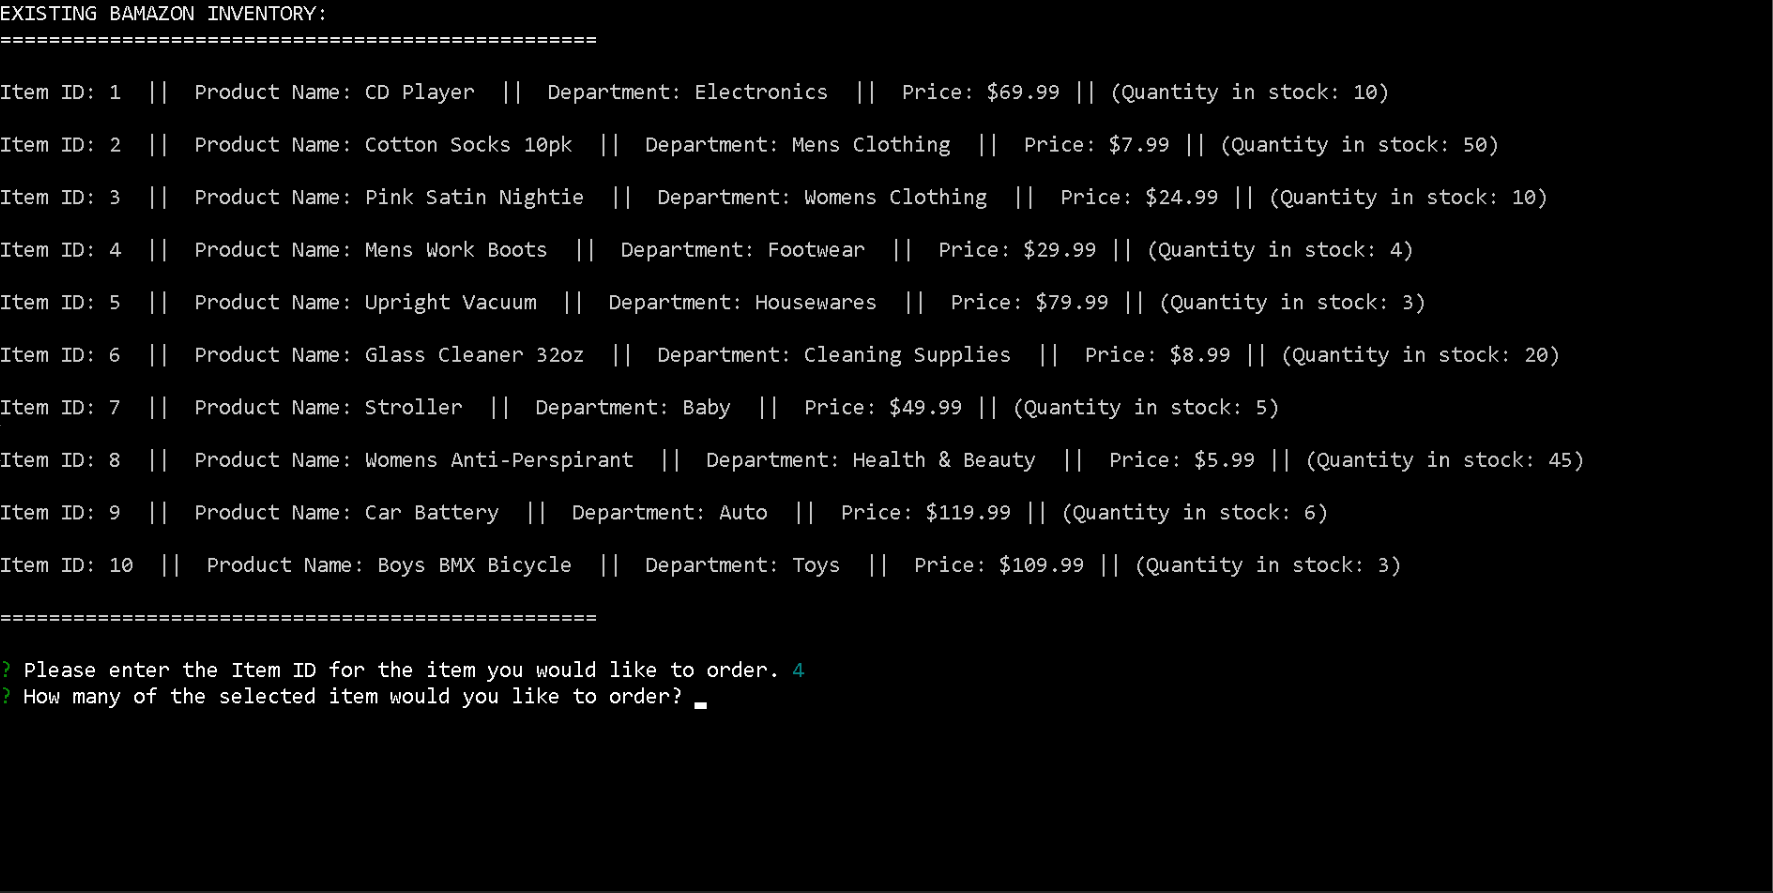 EXISTING BAMAZON INVENTORY:
=================================================
Item ID: 1  ||  Product Name: CD Player  ||  Department: Electronics  ||  Price: $69.99 || (Quantity in stock: 10)
Item ID: 2  ||  Product Name: Cotton Socks 10pk  ||  Department: Mens Clothing  ||  Price: $7.99 || (Quantity in stock: 50)
Item ID: 3  ||  Product Name: Pink Satin Nightie  ||  Department: Womens Clothing  ||  Price: $24.99 || (Quantity in stock: 10)
Item ID: 4  ||  Product Name: Mens Work Boots  ||  Department: Footwear  ||  Price: $29.99 || (Quantity in stock: 4)
Item ID: 5  ||  Product Name: Upright Vacuum  ||  Department: Housewares  ||  Price: $79.99 || (Quantity in stock: 3)
Item ID: 6  ||  Product Name: Glass Cleaner 32oz  ||  Department: Cleaning Supplies  ||  Price: $8.99 || (Quantity in stock: 20)
Item ID: 7  ||  Product Name: Stroller  ||  Department: Baby  ||  Price: $49.99 || (Quantity in stock: 5)
Item ID: 8  ||  Product Name: Womens Anti-Perspirant  ||  Department: Health & Beauty  ||  Price: $5.99 || (Quantity in stock: 45)
Item ID: 9  ||  Product Name: Car Battery  ||  Department: Auto  ||  Price: $119.99 || (Quantity in stock: 6)
Item ID: 10  ||  Product Name: Boys BMX Bicycle  ||  Department: Toys  ||  Price: $109.99 || (Quantity in stock: 3)
=================================================
? Please enter the Item ID for the item you would like to order. 4
? How many of the selected item would you like to order?